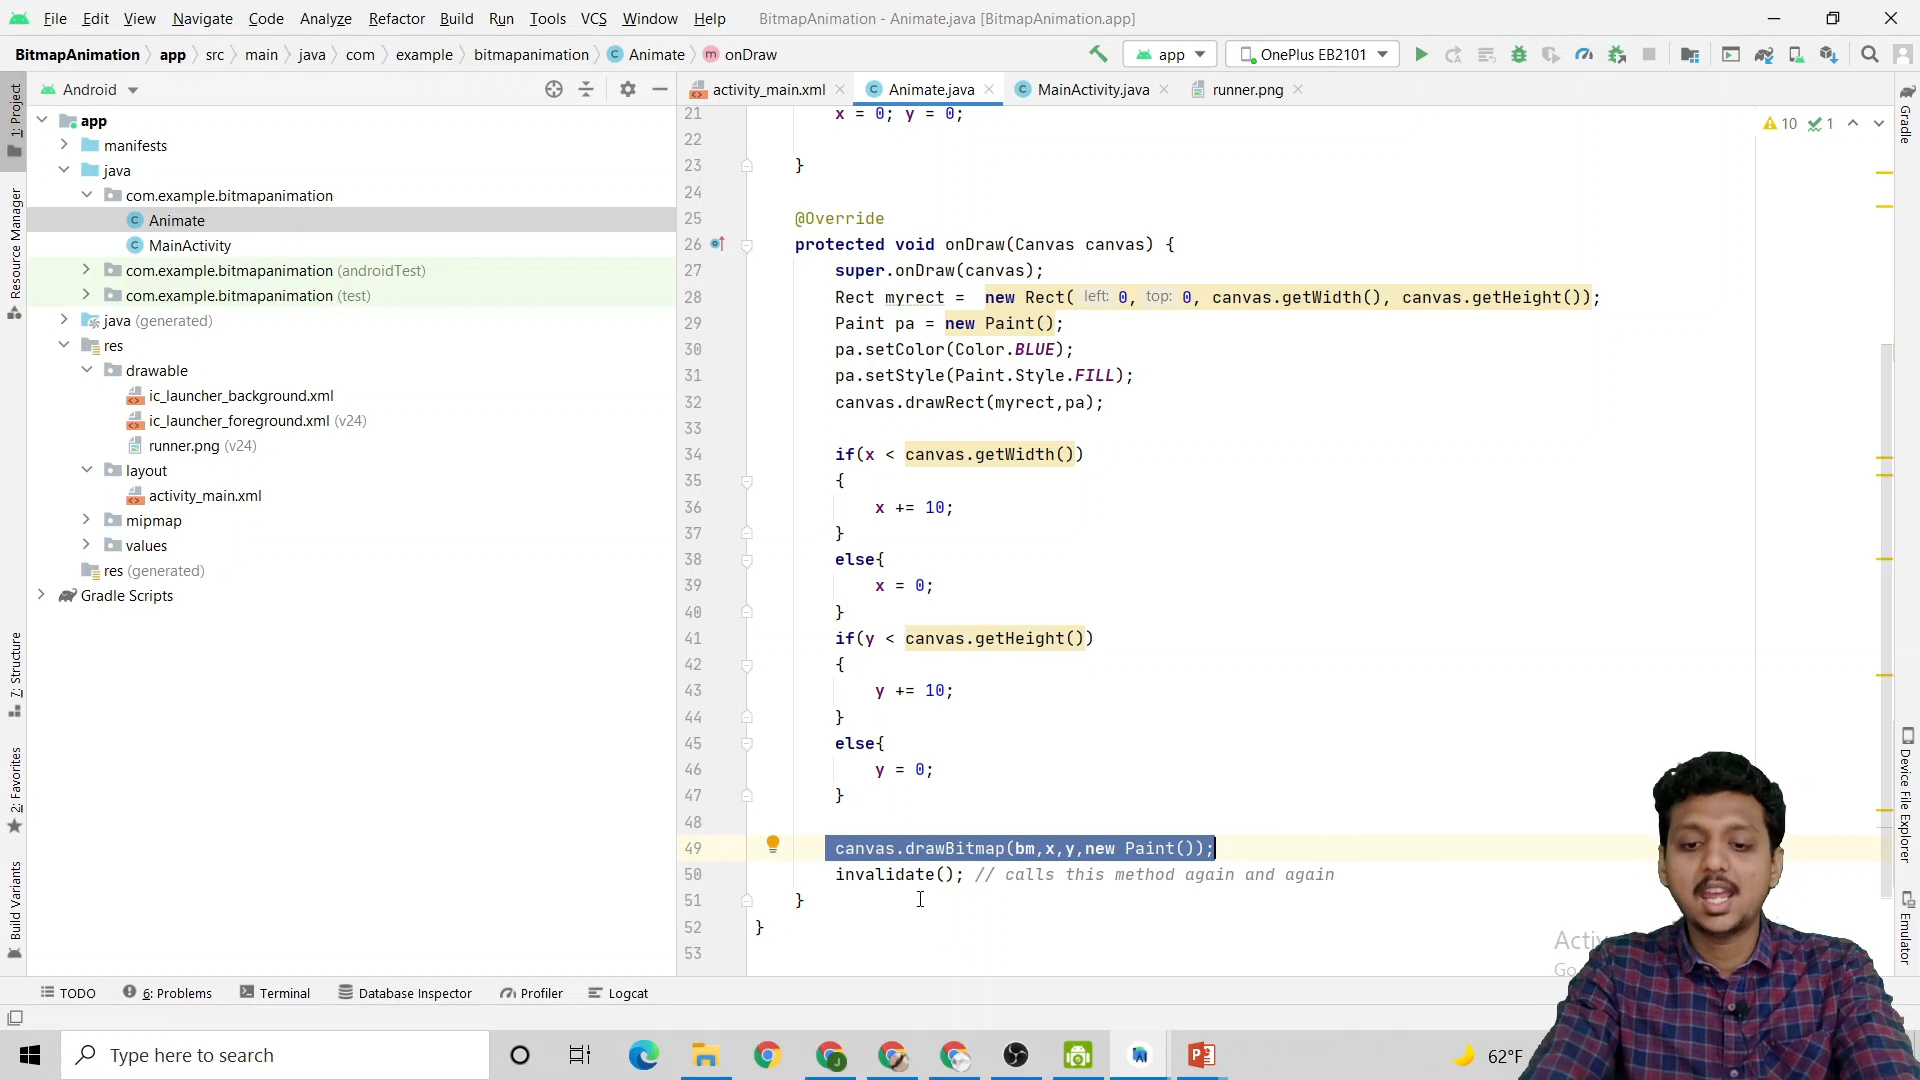 File Edit View Navigate Code Analyze Refactor Build Run Tools VCS Window Help BitmapAnimation - Animate.java [BitmapAnimation.app]
BitmapAnimation app src main java com example bitmapanimation Animate onDraw app OnePlus EB2101
Android
activity_main.xml Animate.java MainActivity.java runner.png
1: Project
Resource Manager
7: Structure
2: Favorites
Build Variants
app
manifests
java
com.example.bitmapanimation
Animate
MainActivity
com.example.bitmapanimation (androidTest)
com.example.bitmapanimation (test)
java (generated)
res
drawable
ic_launcher_background.xml
ic_launcher_foreground.xml (v24)
runner.png (v24)
layout
activity_main.xml
mipmap
values
res (generated)
Gradle Scripts
10 1
21 x = 0; y = 0;
22
23 }
24
25 @Override
26 protected void onDraw(Canvas canvas) {
27 super.onDraw(canvas);
28 Rect myrect = new Rect( left: 0, top: 0, canvas.getWidth(), canvas.getHeight());
29 Paint pa = new Paint();
30 pa.setColor(Color.BLUE);
31 pa.setStyle(Paint.Style.FILL);
32 canvas.drawRect(myrect,pa);
33
34 if(x < canvas.getWidth())
35 {
36 x += 10;
37 }
38 else{
39 x = 0;
40 }
41 if(y < canvas.getHeight())
42 {
43 y += 10;
44 }
45 else{
46 y = 0;
47 }
48
49 canvas.drawBitmap(bm,x,y,new Paint());
50 invalidate(); // calls this method again and again
51 }
52 }
53
Gradle
Device File Explorer
Emulator
TODO 6: Problems Terminal Database Inspector Profiler Logcat
Type here to search
62°F